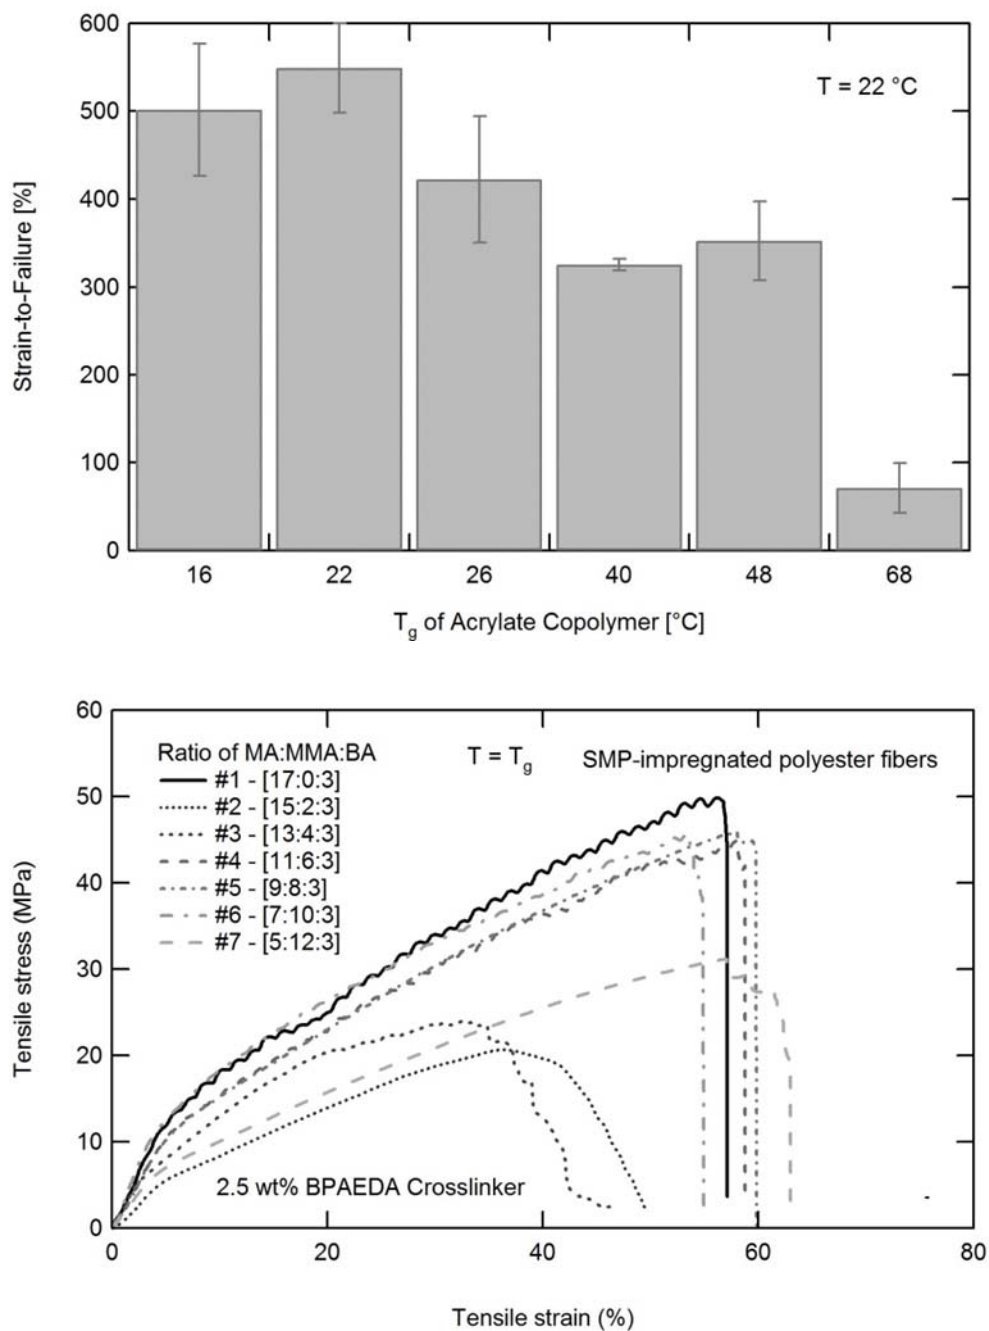 600
500
400
300
200
100
0
Strain-to-Failure [%]
T = 22 °C
16 22 26 40 48 68
Tg of Acrylate Copolymer [°C]
60
50
40
30
20
10
0
Tensile stress (MPa)
Ratio of MA:MMA:BA
#1 - [17:0:3]
#2 - [15:2:3]
#3 - [13:4:3]
#4 - [11:6:3]
#5 - [9:8:3]
#6 - [7:10:3]
#7 - [5:12:3]
T = Tg
SMP-impregnated polyester fibers
2.5 wt% BPAEDA Crosslinker
0 20 40 60 80
Tensile strain (%)